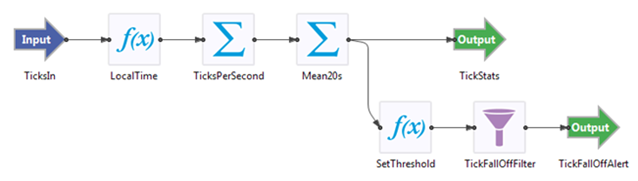 Input
f(x)
Σ
Σ
Output
TicksIn
LocalTime
TicksPerSecond
Mean20s
TickStats
f(x)
Output
SetThreshold
TickFallOffFilter
TickFallOffAlert